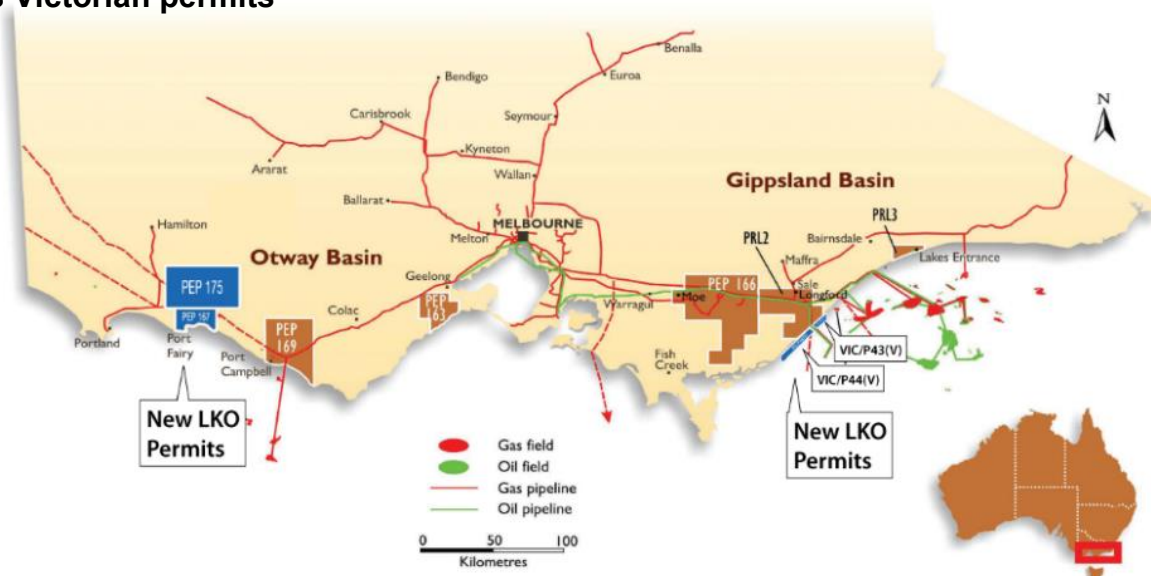 Victorian permits
Benalla
Bendigo
Euroa
Carisbrook
Seymour
Kyneton
Ararat
Wallan
Gippsland Basin
N
Ballarat
PRL3
Hamilton
MELBOURNE
Melton
PRL2
Bairnsdale
Otway Basin
Maffra
Lakes Entrance
PEP 175
Geelong
PEP 166
Sale
Longford
PEP 167
PEP
163
Moe
Warragul
Colac
Portland
Port
Fairy
PEP
169
Port
Campbell
Fish
Creek
VIC/P43(V)
VIC/P44(V)
New LKO
Permits
New LKO
Permits
Gas field
Oil field
Gas pipeline
Oil pipeline
0 50 100
Kilometres